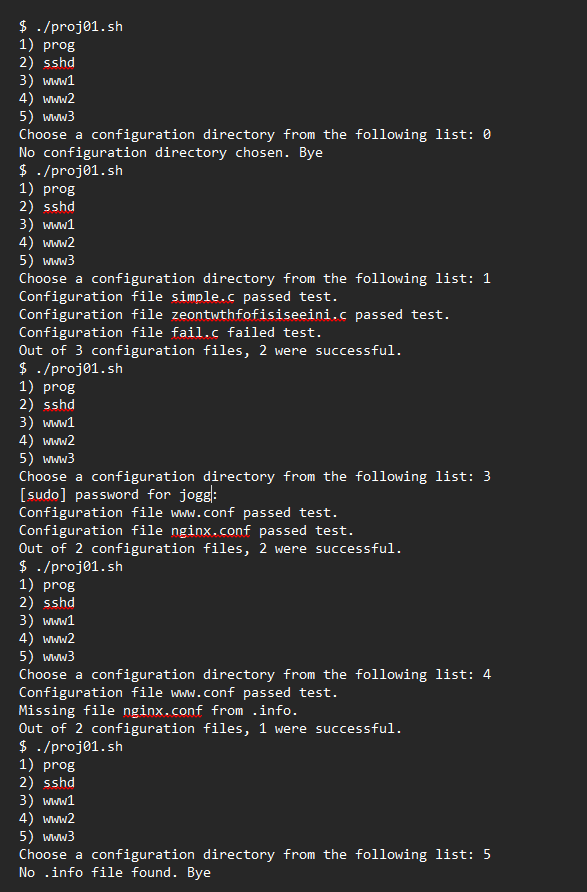 $ ./proj01.sh
1) prog
2) sshd
3) www1
4) www2
5) www3
Choose a configuration directory from the following list: 0
No configuration directory chosen. Bye
$ ./proj01.sh
1) prog
2) sshd
3) www1
4) www2
5) www3
Choose a configuration directory from the following list: 1
Configuration file simple.c passed test.
Configuration file zeontwthfofisiseeini.c passed test.
Configuration file fail.c failed test.
Out of 3 configuration files, 2 were successful.
$ ./proj01.sh
1) prog
2) sshd
3) www1
4) www2
5) www3
Choose a configuration directory from the following list: 3
[sudo] password for jogg:
Configuration file www.conf passed test.
Configuration file nginx.conf passed test.
Out of 2 configuration files, 2 were successful.
$ ./proj01.sh
1) prog
2) sshd
3) www1
4) www2
5) www3
Choose a configuration directory from the following list: 4
Configuration file www.conf passed test.
Missing file nginx.conf from .info.
Out of 2 configuration files, 1 were successful.
$ ./proj01.sh
1) prog
2) sshd
3) www1
4) www2
5) www3
Choose a configuration directory from the following list: 5
No .info file found. Bye